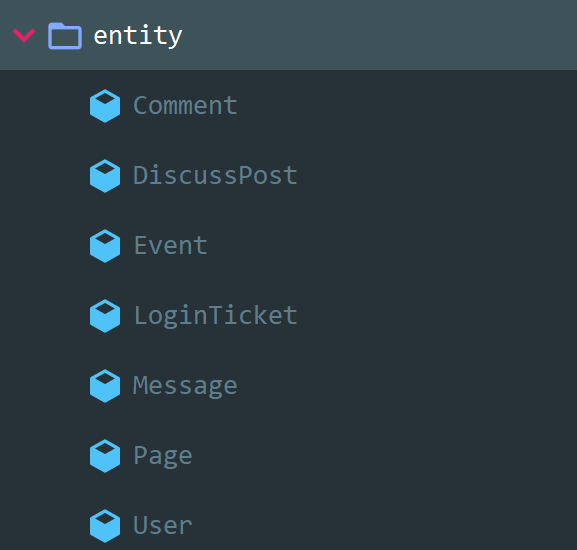 entity
Comment
DiscussPost
Event
LoginTicket
Message
Page
User